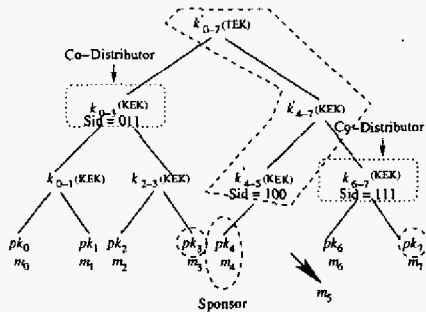 k'0-7 (TEK)
Co-Distributor
k0-3 (KEK)
Sid = 011
k'4-7 (KEK)
Co-Distributor
k0-1 (KEK)
k2-3 (KEK)
k'4-5 (KEK)
Sid = 100
k6-7 (KEK)
Sid = 111
pk0 pk1 pk2 pk3 pk4 pk6 pk7
m0 m1 m2 m3 m4 m6 m7
m5
Sponsor